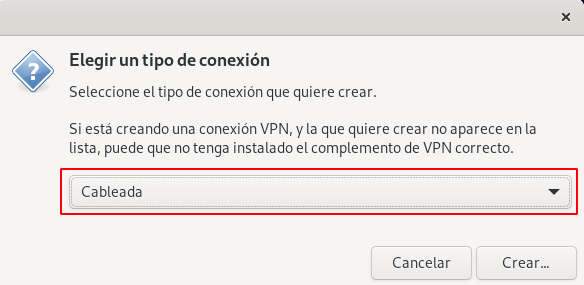 Elegir un tipo de conexión
Seleccione el tipo de conexión que quiere crear.
Si está creando una conexión VPN, y la que quiere crear no aparece en la
lista, puede que no tenga instalado el complemento de VPN correcto.
Cableada
Cancelar
Crear...